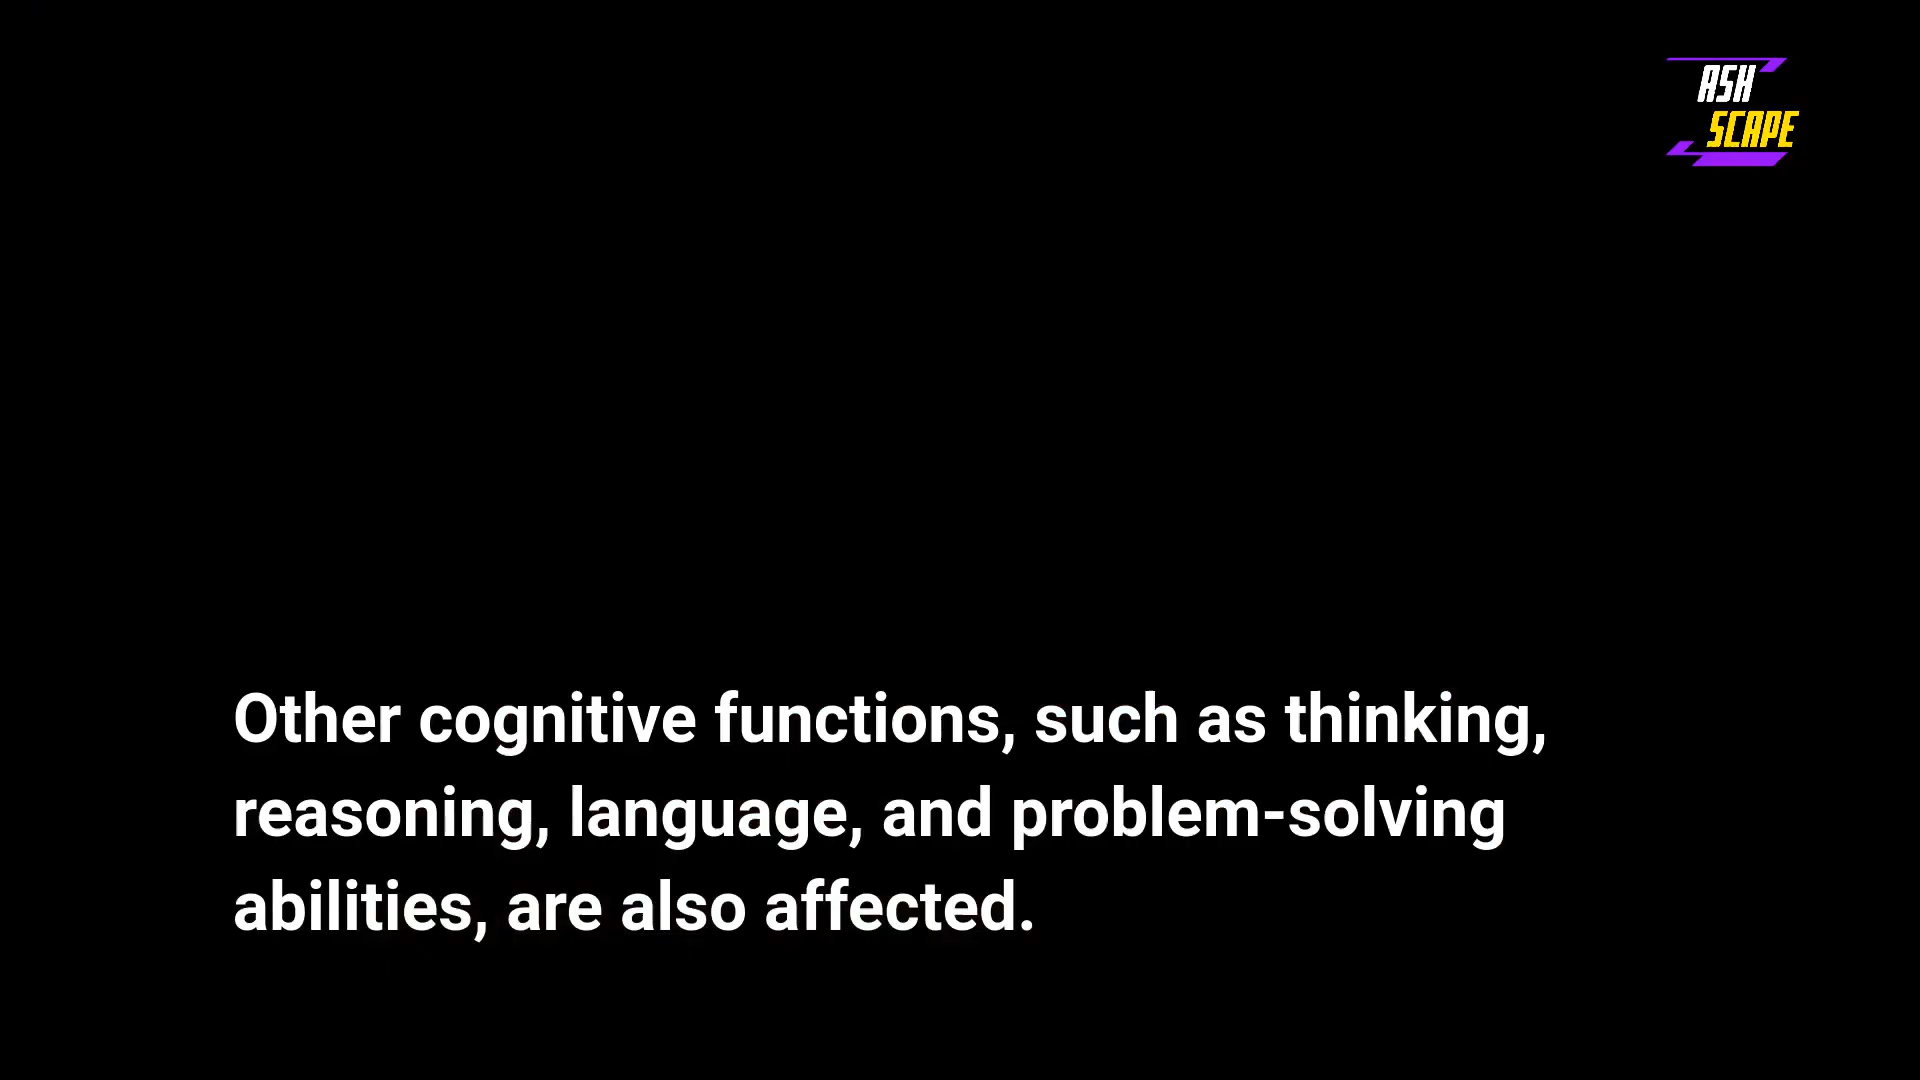 ASH
SCAPE
Other cognitive functions, such as thinking,
reasoning, language, and problem-solving
abilities, are also affected.